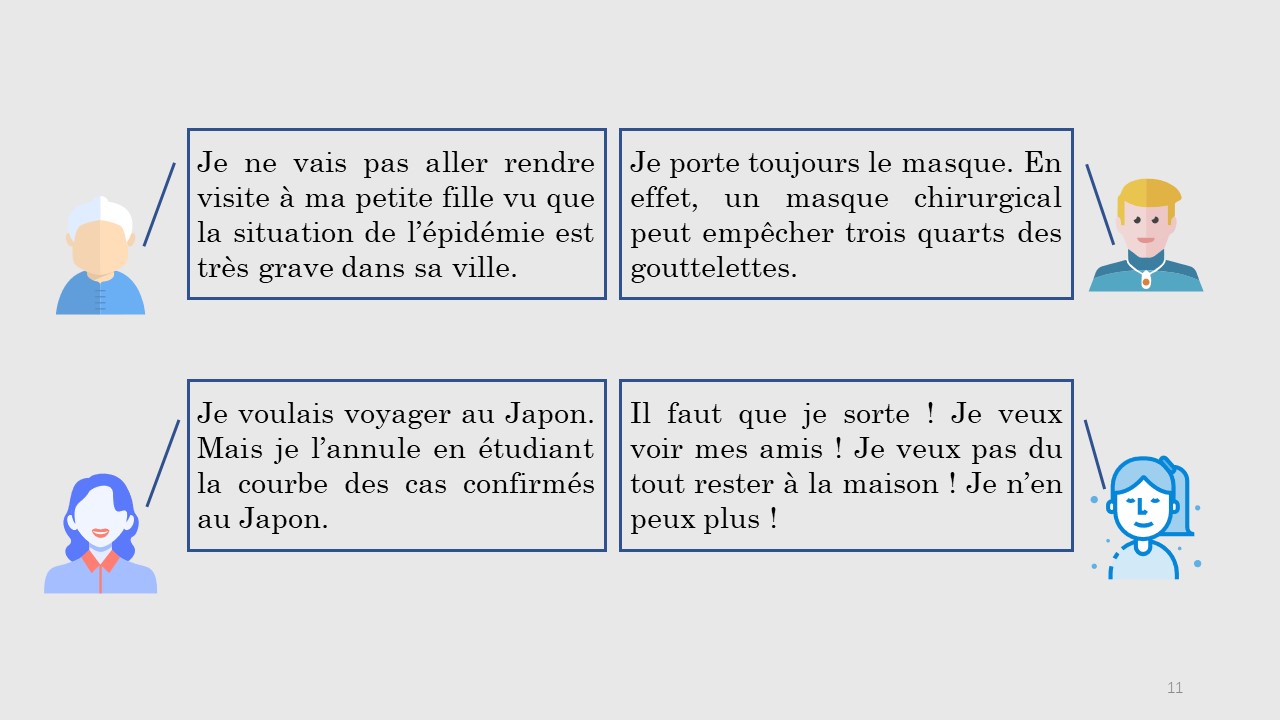 Je ne vais pas aller rendre
visite à ma petite fille vu que
la situation de l’épidémie est
très grave dans sa ville.
Je porte toujours le masque. En
effet, un masque chirurgical
peut empêcher trois quarts des
gouttelettes.
Je voulais voyager au Japon.
Mais je l’annule en étudiant
la courbe des cas confirmés
au Japon.
Il faut que je sorte ! Je veux
voir mes amis ! Je veux pas du
tout rester à la maison ! Je n’en
peux plus !
11